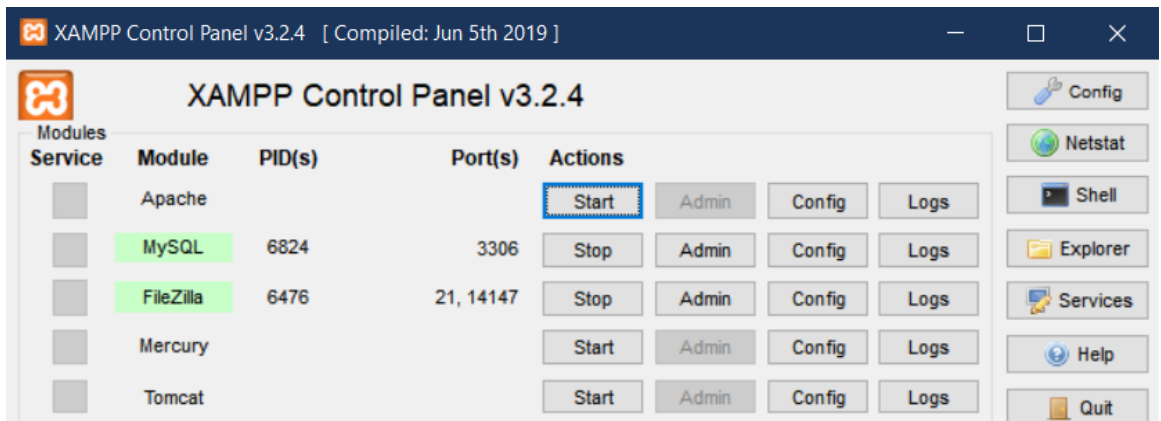 XAMPP Control Panel v3.2.4 [ Compiled: Jun 5th 2019 ]
XAMPP Control Panel v3.2.4
Config
Modules
Netstat
Service Module PID(s) Port(s) Actions
Apache Start Admin Config Logs
Shell
MySQL 6824 3306 Stop Admin Config Logs
Explorer
FileZilla 6476 21, 14147 Stop Admin Config Logs
Services
Mercury Start Admin Config Logs
Help
Tomcat Start Admin Config Logs
Quit